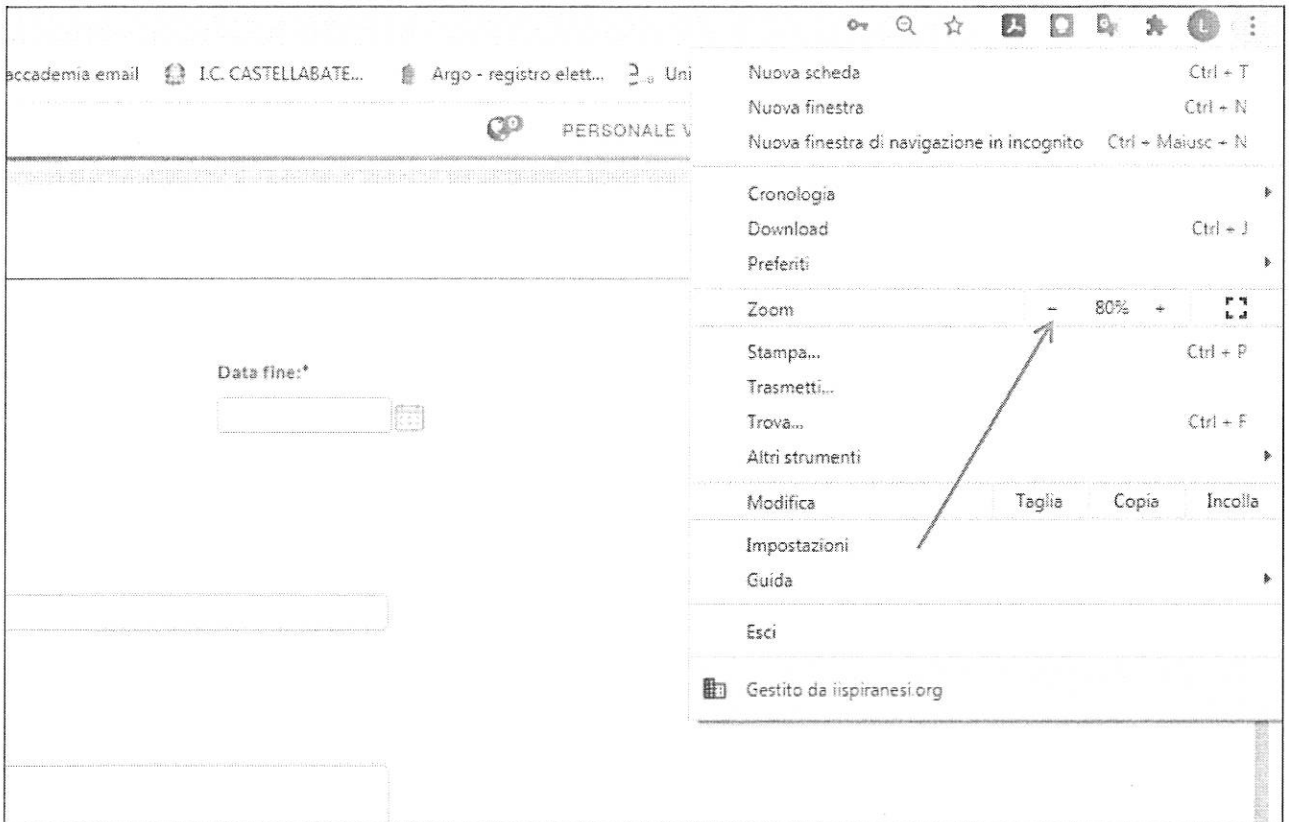 L
accademia email I.C. CASTELLABATE... Argo - registro elett... Uni
PERSONALE V
Data fine:*
Nuova scheda Ctrl + T
Nuova finestra Ctrl + N
Nuova finestra di navigazione in incognito Ctrl + Maiusc + N
Cronologia
Download Ctrl + J
Preferiti
Zoom - 80% +
Stampa... Ctrl + P
Trasmetti...
Trova... Ctrl + F
Altri strumenti
Modifica Taglia Copia Incolla
Impostazioni
Guida
Esci
Gestito da iispiranesi.org